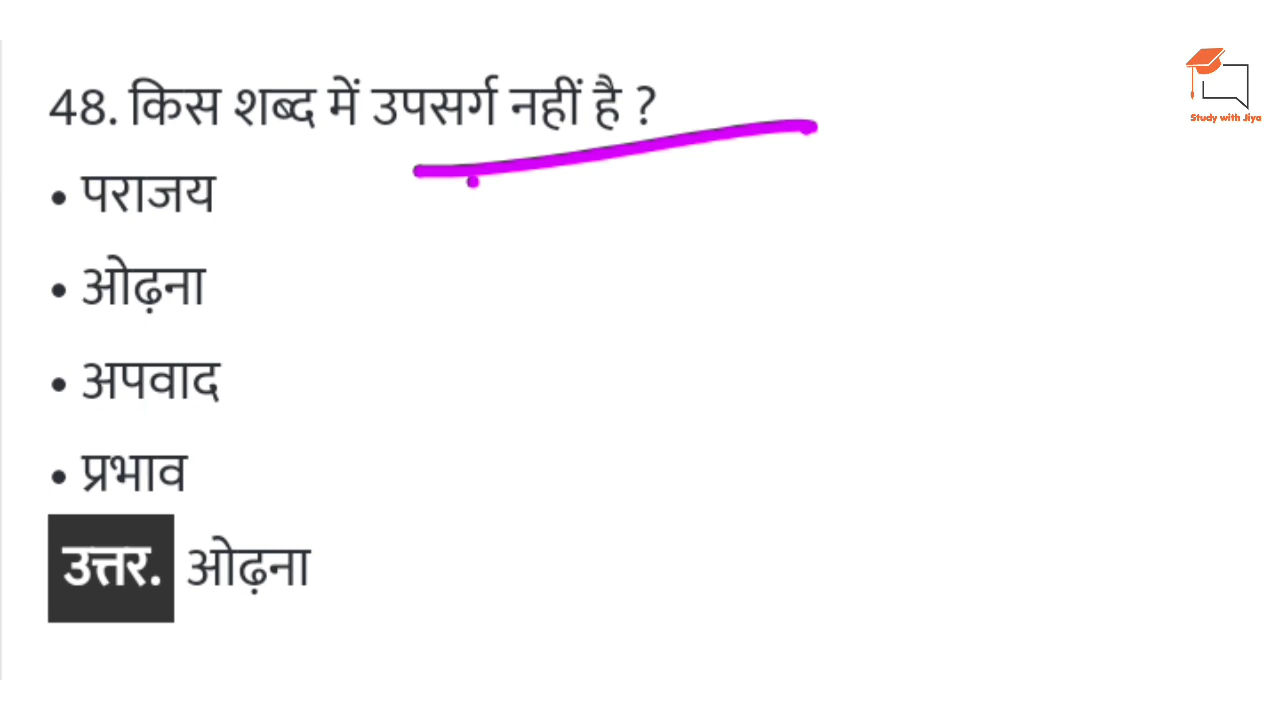 48. किस शब्द में उपसर्ग नहीं है ?
• पराजय
• ओढ़ना
• अपवाद
• प्रभाव
उत्तर. ओढ़ना
Study with Jiya